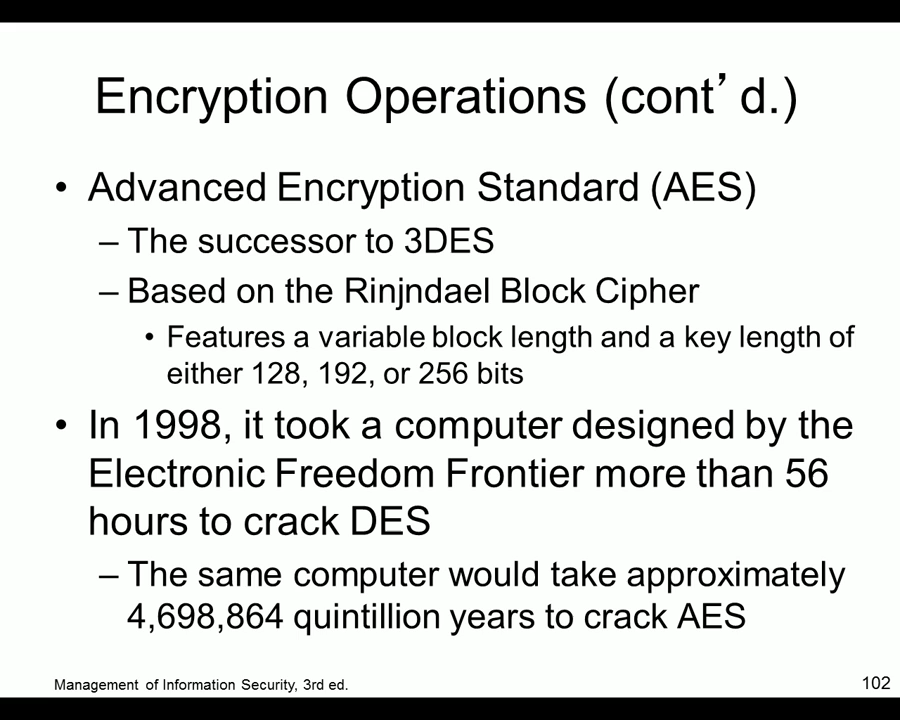 Encryption Operations (cont’d.)
• Advanced Encryption Standard (AES)
– The successor to 3DES
– Based on the Rinjndael Block Cipher
• Features a variable block length and a key length of
either 128, 192, or 256 bits
• In 1998, it took a computer designed by the
Electronic Freedom Frontier more than 56
hours to crack DES
– The same computer would take approximately
4,698,864 quintillion years to crack AES
Management of Information Security, 3rd ed.
102